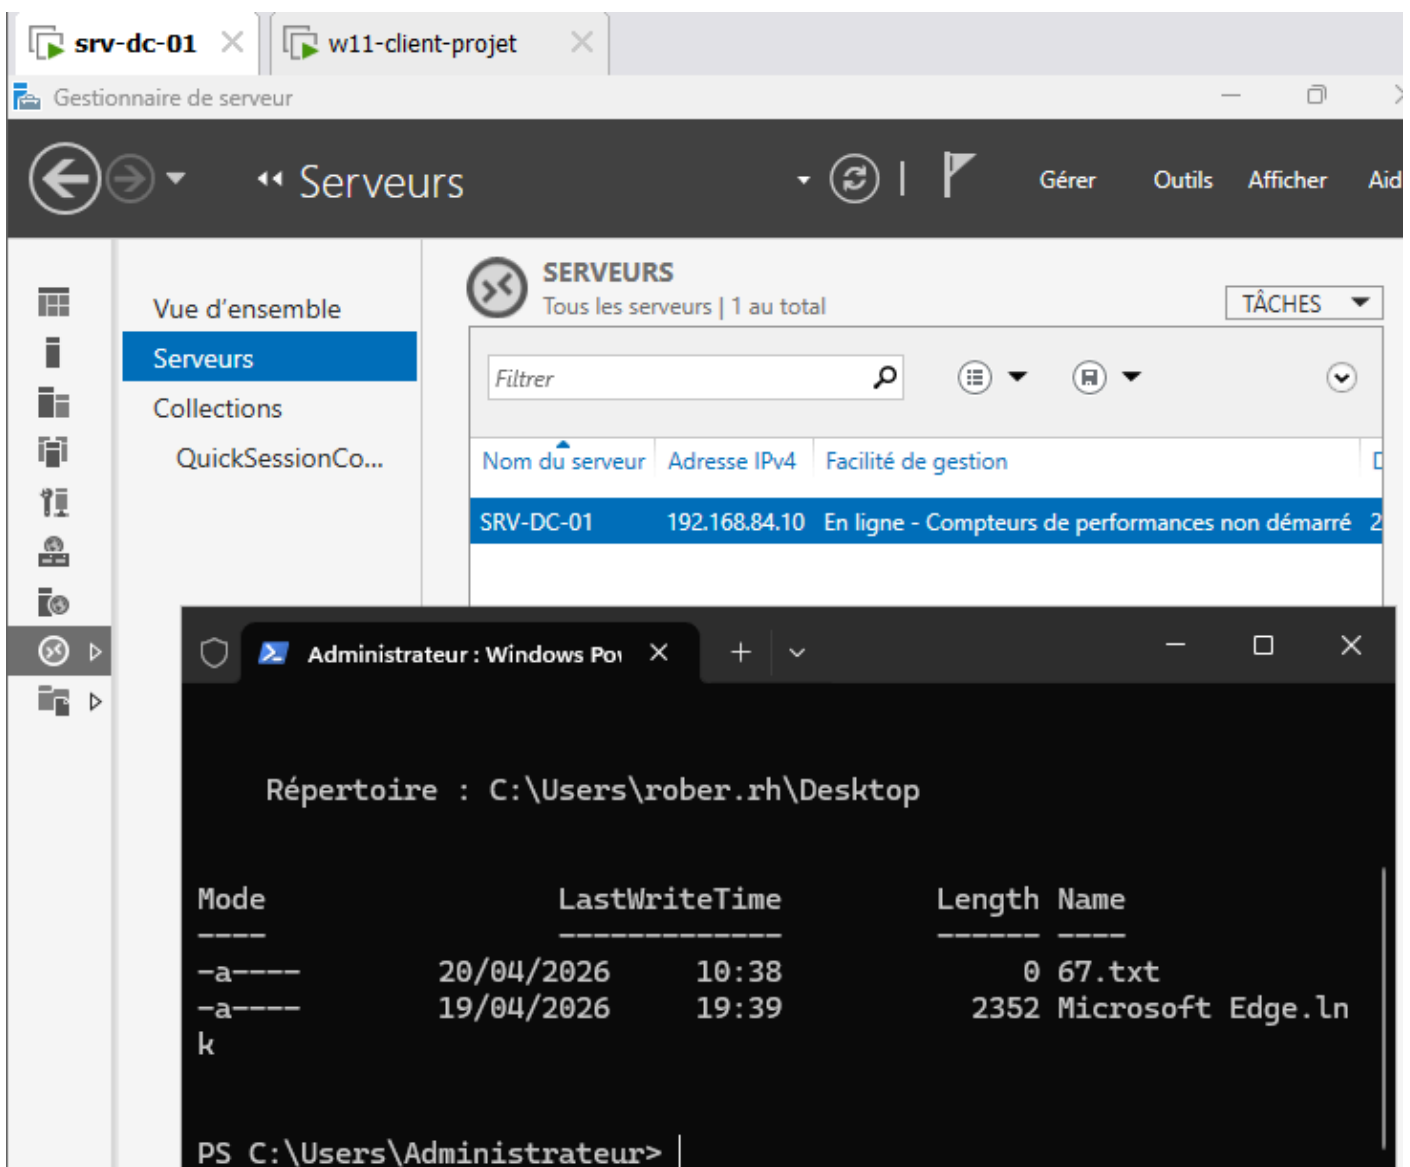 srv-dc-01 w11-client-projet
Gestionnaire de serveur
Serveurs Gérer Outils Afficher Aid
Vue d'ensemble
Serveurs
Collections
QuickSessionCo...
SERVEURS
Tous les serveurs | 1 au total
TÂCHES
Filtrer
Nom du serveur Adresse IPv4 Facilité de gestion D
SRV-DC-01 192.168.84.10 En ligne - Compteurs de performances non démarré 2
Administrateur : Windows Pov
Répertoire : C:\Users\rober.rh\Desktop
Mode LastWriteTime Length Name
---- ------------- ------ ----
-a---- 20/04/2026 10:38 0 67.txt
-a---- 19/04/2026 19:39 2352 Microsoft Edge.ln
k
PS C:\Users\Administrateur>